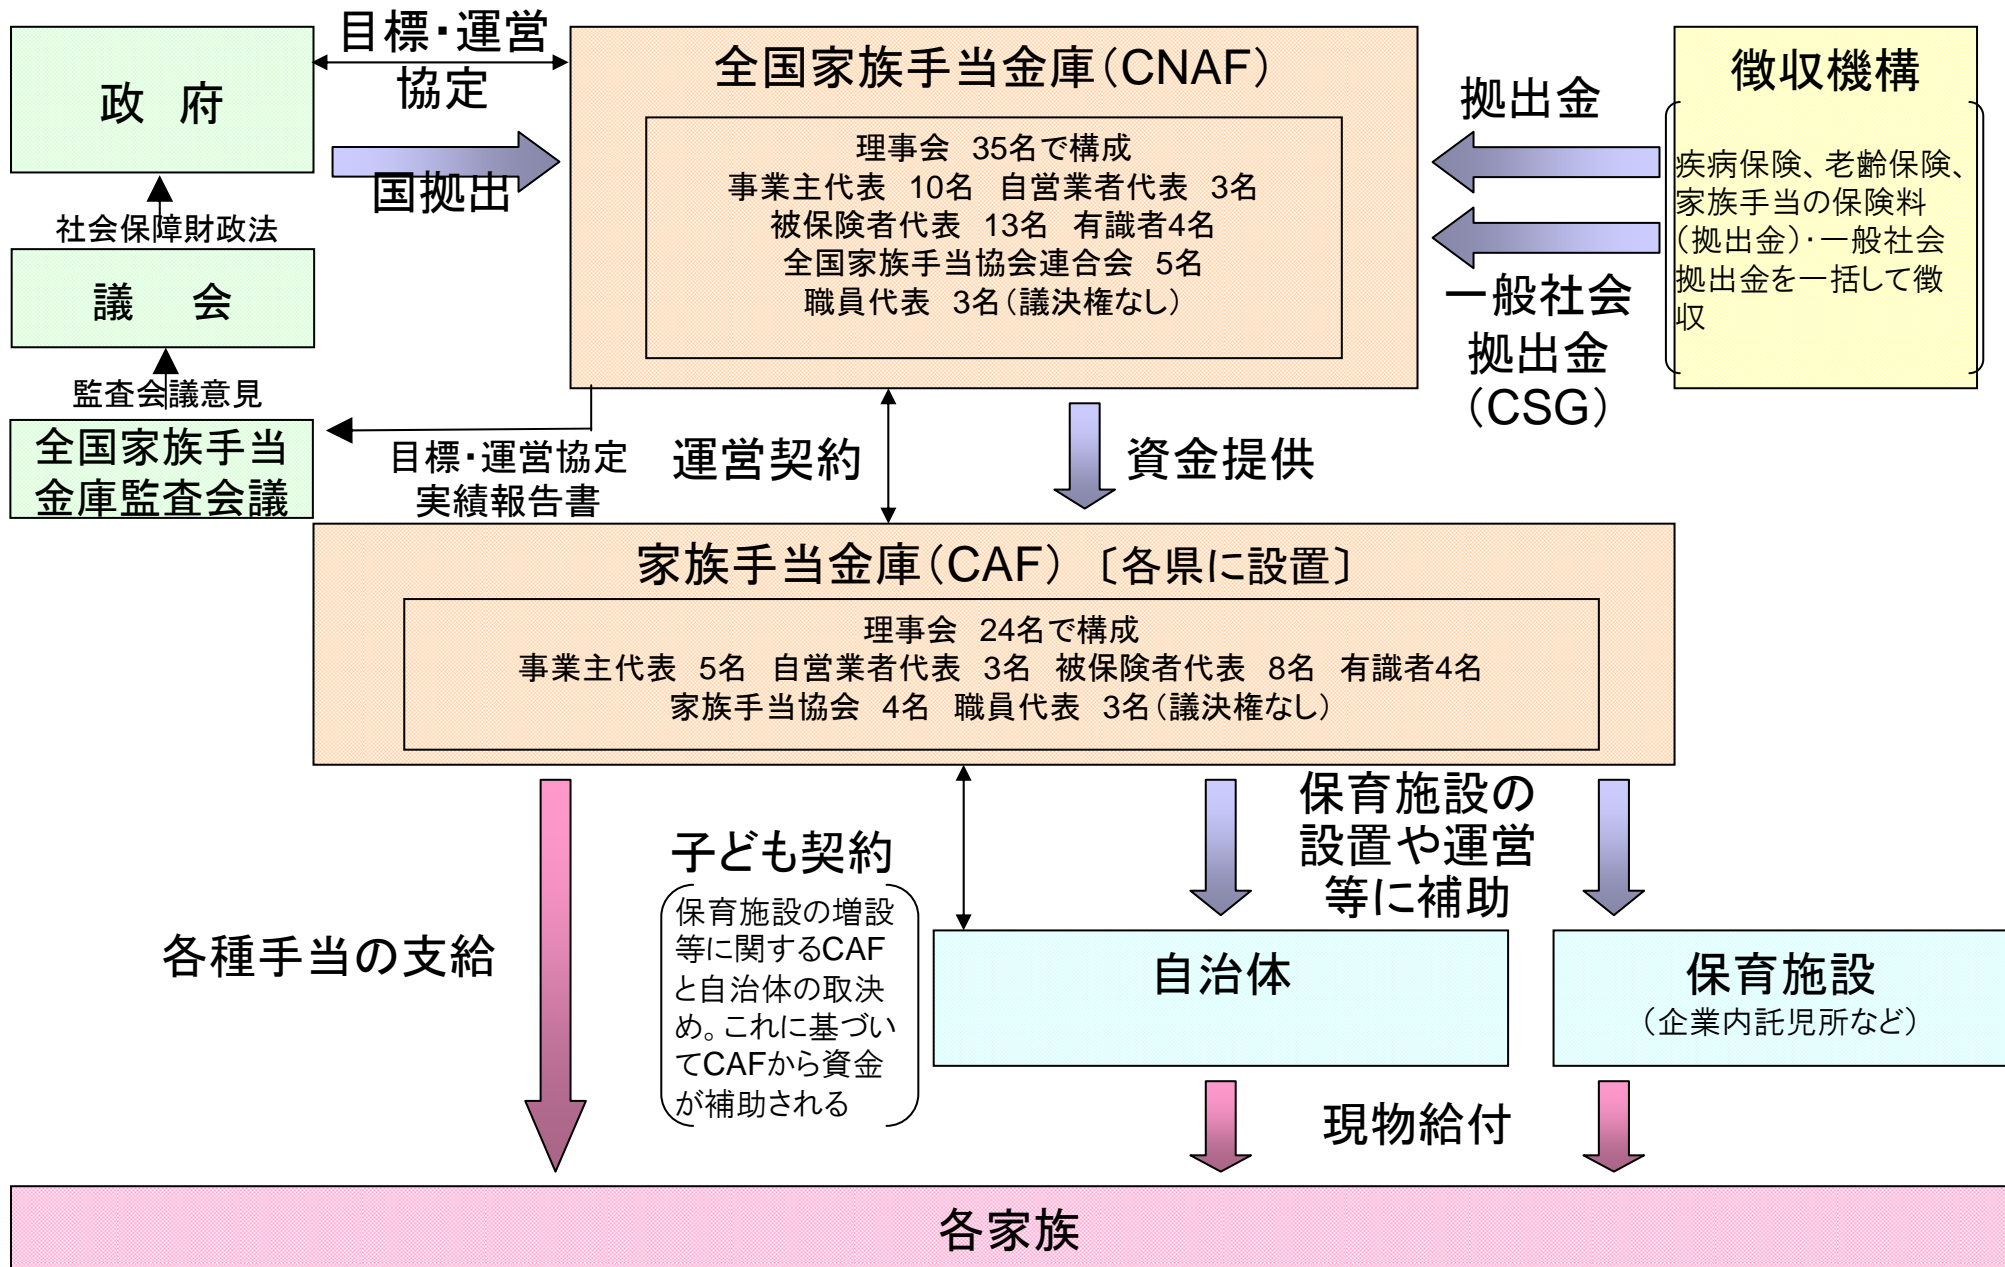 政　府
目標・運営
協定
国拠出
社会保障財政法
議　　会
監査会議意見
全国家族手当
金庫監査会議
目標・運営協定
実績報告書
全国家族手当金庫（CNAF）
理事会　35名で構成
事業主代表　10名　自営業者代表　3名
被保険者代表　13名　有識者4名
全国家族手当協会連合会　5名
職員代表　3名（議決権なし）
拠出金
一般社会
拠出金
（CSG）
徴収機構
疾病保険、老齢保険、
家族手当の保険料
（拠出金）・一般社会
拠出金を一括して徴
収
運営契約
資金提供
家族手当金庫（CAF）〔各県に設置〕
理事会　24名で構成
事業主代表　5名　自営業者代表　3名　被保険者代表　8名　有識者4名
家族手当協会　4名　職員代表　3名（議決権なし）
各種手当の支給
子ども契約
保育施設の増設
等に関するCAF
と自治体の取決
め。これに基づい
てCAFから資金
が補助される
保育施設の
設置や運営
等に補助
自治体
保育施設
（企業内託児所など）
現物給付
各家族